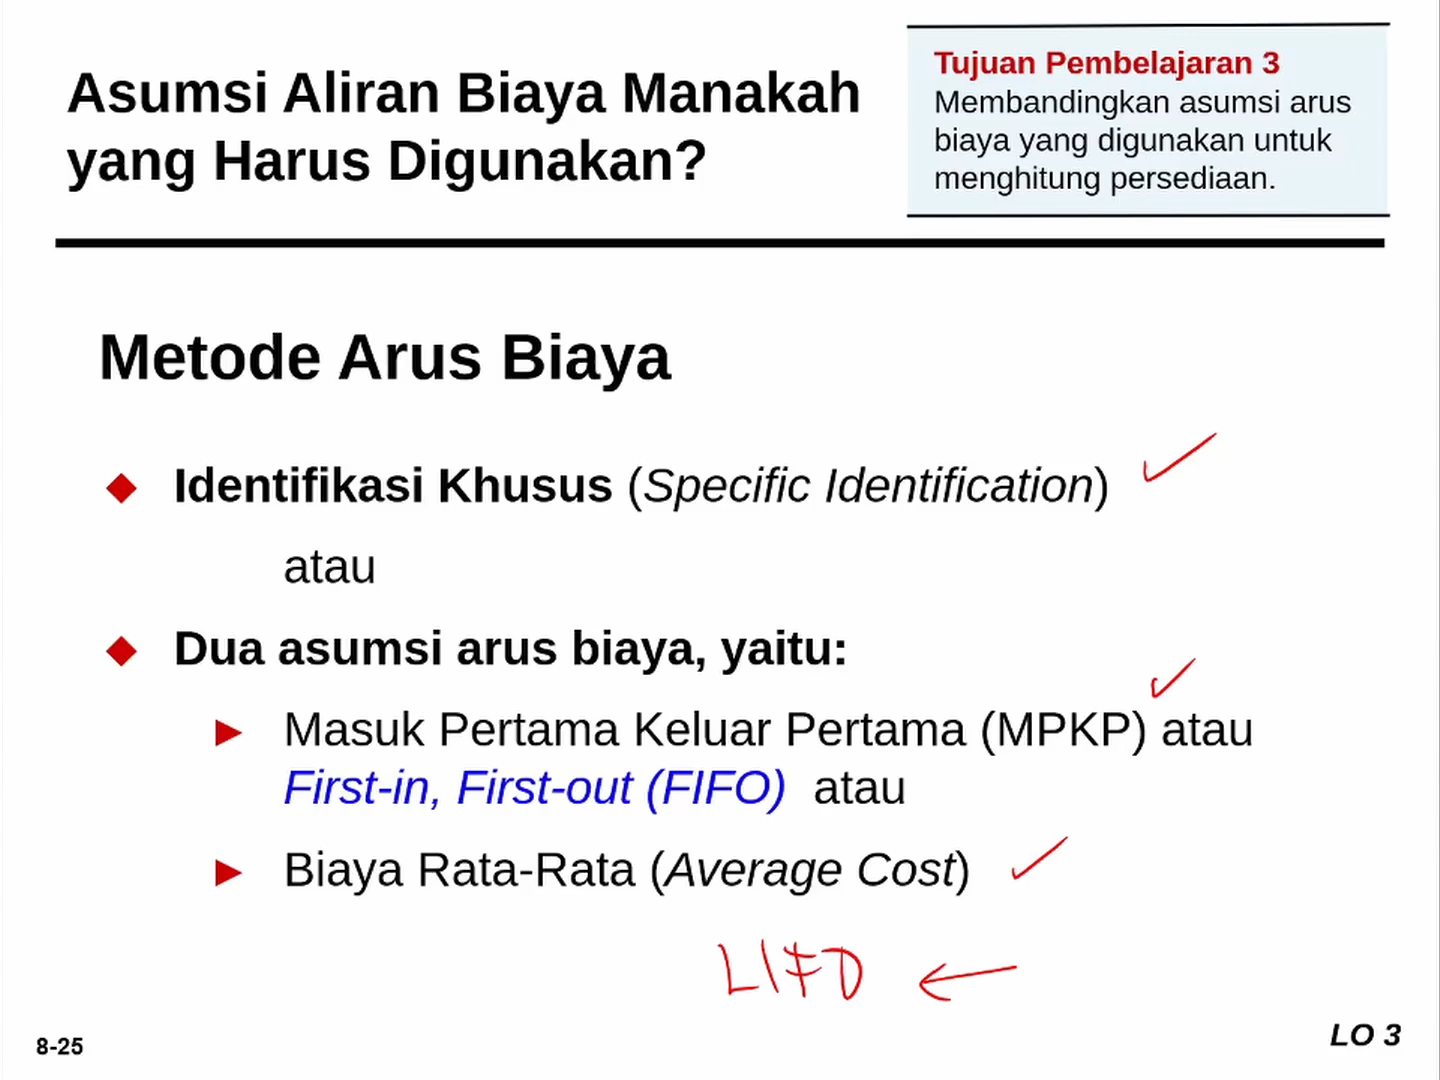 Asumsi Aliran Biaya Manakah
yang Harus Digunakan?
Tujuan Pembelajaran 3
Membandingkan asumsi arus
biaya yang digunakan untuk
menghitung persediaan.
Metode Arus Biaya
Identifikasi Khusus (Specific Identification)
atau
Dua asumsi arus biaya, yaitu:
Masuk Pertama Keluar Pertama (MPKP) atau
First-in, First-out (FIFO) atau
Biaya Rata-Rata (Average Cost)
LIFO
8-25
LO 3